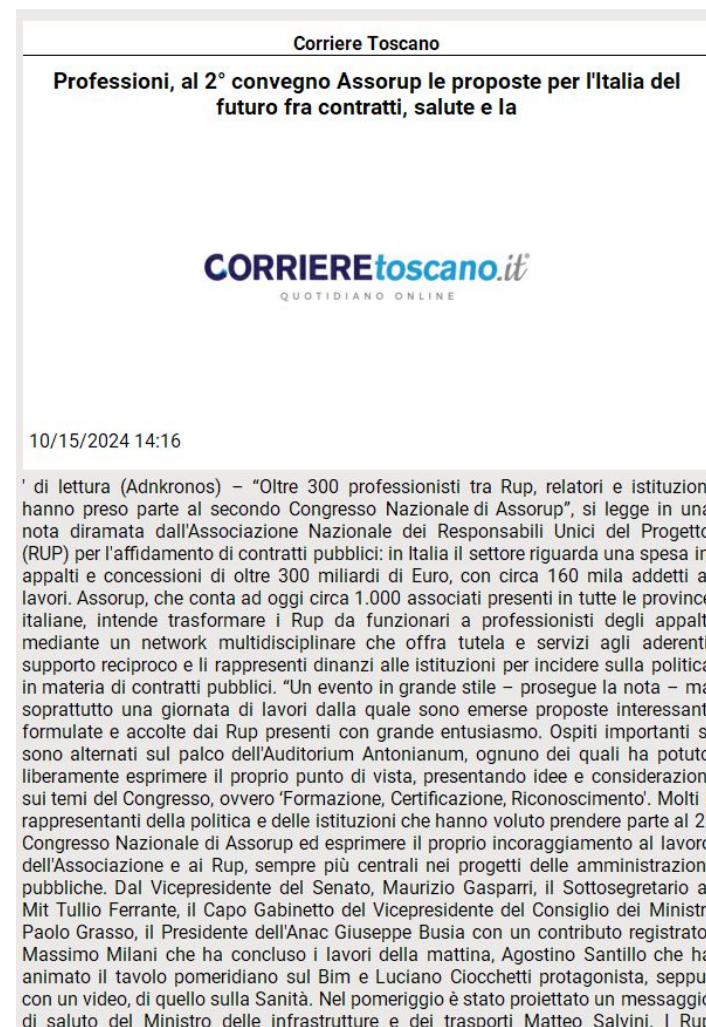 Corriere Toscano
Professioni, al 2° convegno Assorup le proposte per l'Italia del
futuro fra contratti, salute e la
CORRIEREtoscano.it
QUOTIDIANO ONLINE
10/15/2024 14:16
' di lettura (Adnkronos) – “Oltre 300 professionisti tra Rup, relatori e istituzion
hanno preso parte al secondo Congresso Nazionale di Assorup”, si legge in una
nota diramata dall'Associazione Nazionale dei Responsabili Unici del Progetto
(RUP) per l'affidamento di contratti pubblici: in Italia il settore riguarda una spesa in
appalti e concessioni di oltre 300 miliardi di Euro, con circa 160 mila addetti a
lavori. Assorup, che conta ad oggi circa 1.000 associati presenti in tutte le province
italiane, intende trasformare i Rup da funzionari a professionisti degli appalt
mediante un network multidisciplinare che offra tutela e servizi agli aderenti
supporto reciproco e li rappresenti dinanzi alle istituzioni per incidere sulla politica
in materia di contratti pubblici. “Un evento in grande stile – prosegue la nota – ma
soprattutto una giornata di lavori dalla quale sono emerse proposte interessant
formulate e accolte dai Rup presenti con grande entusiasmo. Ospiti importanti s
sono alternati sul palco dell'Auditorium Antonianum, ognuno dei quali ha potuto
liberamente esprimere il proprio punto di vista, presentando idee e considerazion
sui temi del Congresso, ovvero ‘Formazione, Certificazione, Riconoscimento'. Molti
rappresentanti della politica e delle istituzioni che hanno voluto prendere parte al 2
Congresso Nazionale di Assorup ed esprimere il proprio incoraggiamento al lavoro
dell'Associazione e ai Rup, sempre più centrali nei progetti delle amministrazion
pubbliche. Dal Vicepresidente del Senato, Maurizio Gasparri, il Sottosegretario a
Mit Tullio Ferrante, il Capo Gabinetto del Vicepresidente del Consiglio dei Ministr
Paolo Grasso, il Presidente dell'Anac Giuseppe Busia con un contributo registrato
Massimo Milani che ha concluso i lavori della mattina, Agostino Santillo che ha
animato il tavolo pomeridiano sul Bim e Luciano Ciocchetti protagonista, seppu
con un video, di quello sulla Sanità. Nel pomeriggio è stato proiettato un messaggio
di saluto del Ministro delle infrastrutture e dei trasporti Matteo Salvini. I Rup